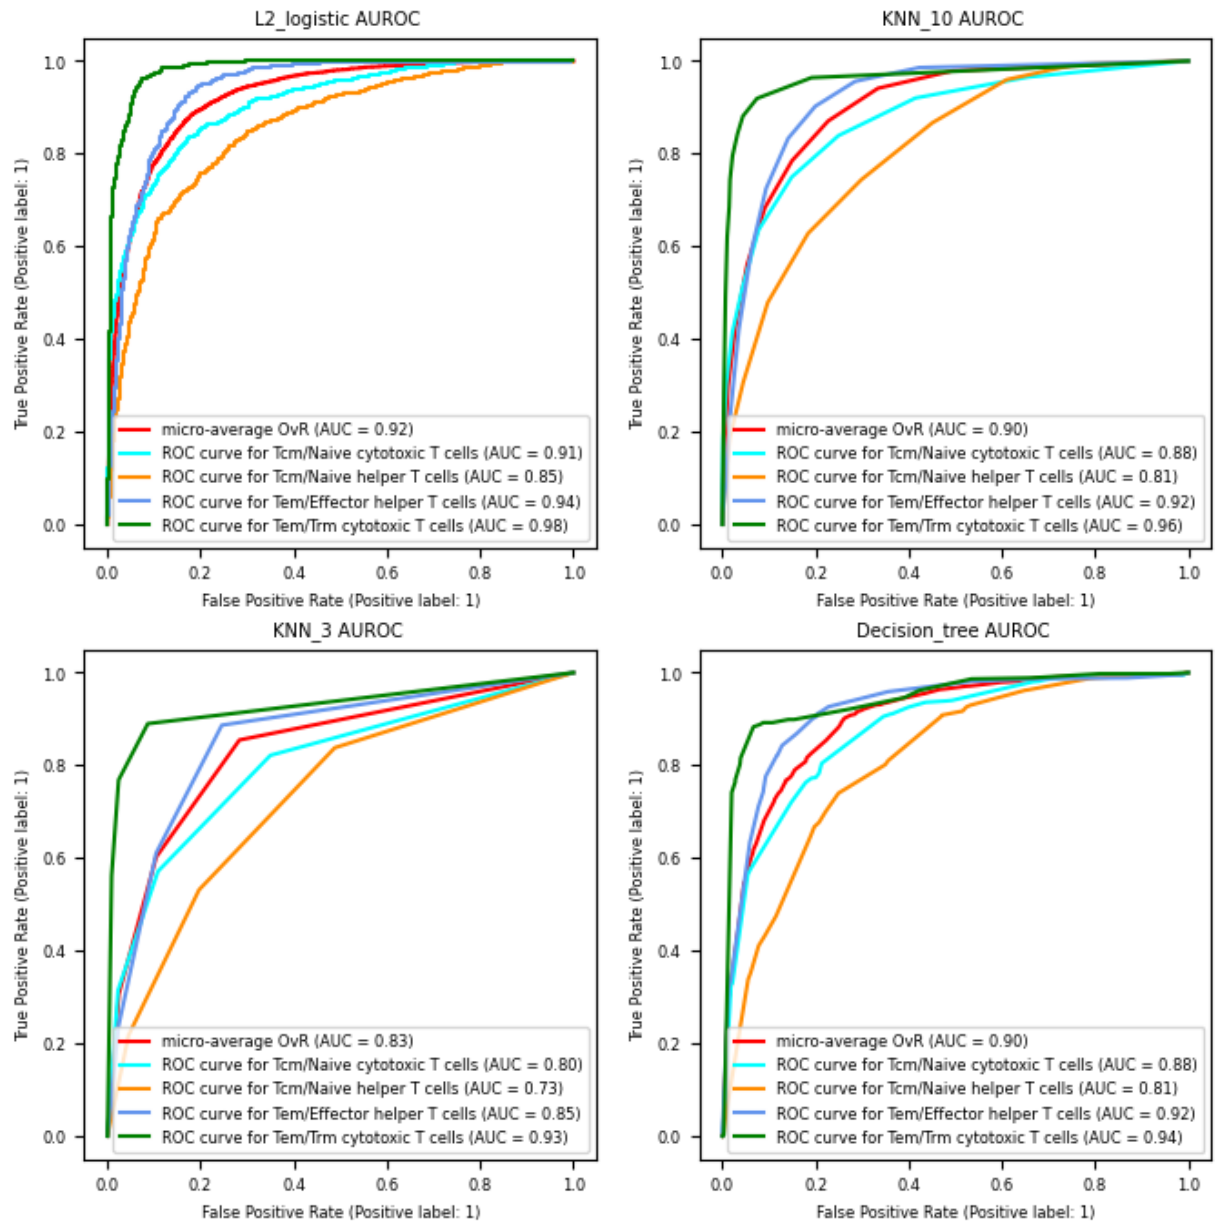 L2_logistic AUROC
True Positive Rate (Positive label: 1)
1.0
0.8
0.6
0.4
0.2
0.0
micro-average OvR (AUC = 0.92)
ROC curve for Tcm/Naive cytotoxic T cells (AUC = 0.91)
ROC curve for Tcm/Naive helper T cells (AUC = 0.85)
ROC curve for Tem/Effector helper T cells (AUC = 0.94)
ROC curve for Tem/Trm cytotoxic T cells (AUC = 0.98)
0.0 0.2 0.4 0.6 0.8 1.0
False Positive Rate (Positive label: 1)
KNN_10 AUROC
True Positive Rate (Positive label: 1)
1.0
0.8
0.6
0.4
0.2
0.0
micro-average OvR (AUC = 0.90)
ROC curve for Tcm/Naive cytotoxic T cells (AUC = 0.88)
ROC curve for Tcm/Naive helper T cells (AUC = 0.81)
ROC curve for Tem/Effector helper T cells (AUC = 0.92)
ROC curve for Tem/Trm cytotoxic T cells (AUC = 0.96)
0.0 0.2 0.4 0.6 0.8 1.0
False Positive Rate (Positive label: 1)
KNN_3 AUROC
True Positive Rate (Positive label: 1)
1.0
0.8
0.6
0.4
0.2
0.0
micro-average OvR (AUC = 0.83)
ROC curve for Tcm/Naive cytotoxic T cells (AUC = 0.80)
ROC curve for Tcm/Naive helper T cells (AUC = 0.73)
ROC curve for Tem/Effector helper T cells (AUC = 0.85)
ROC curve for Tem/Trm cytotoxic T cells (AUC = 0.93)
0.0 0.2 0.4 0.6 0.8 1.0
False Positive Rate (Positive label: 1)
Decision_tree AUROC
True Positive Rate (Positive label: 1)
1.0
0.8
0.6
0.4
0.2
0.0
micro-average OvR (AUC = 0.90)
ROC curve for Tcm/Naive cytotoxic T cells (AUC = 0.88)
ROC curve for Tcm/Naive helper T cells (AUC = 0.81)
ROC curve for Tem/Effector helper T cells (AUC = 0.92)
ROC curve for Tem/Trm cytotoxic T cells (AUC = 0.94)
0.0 0.2 0.4 0.6 0.8 1.0
False Positive Rate (Positive label: 1)